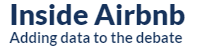 Inside Airbnb
Adding data to the debate